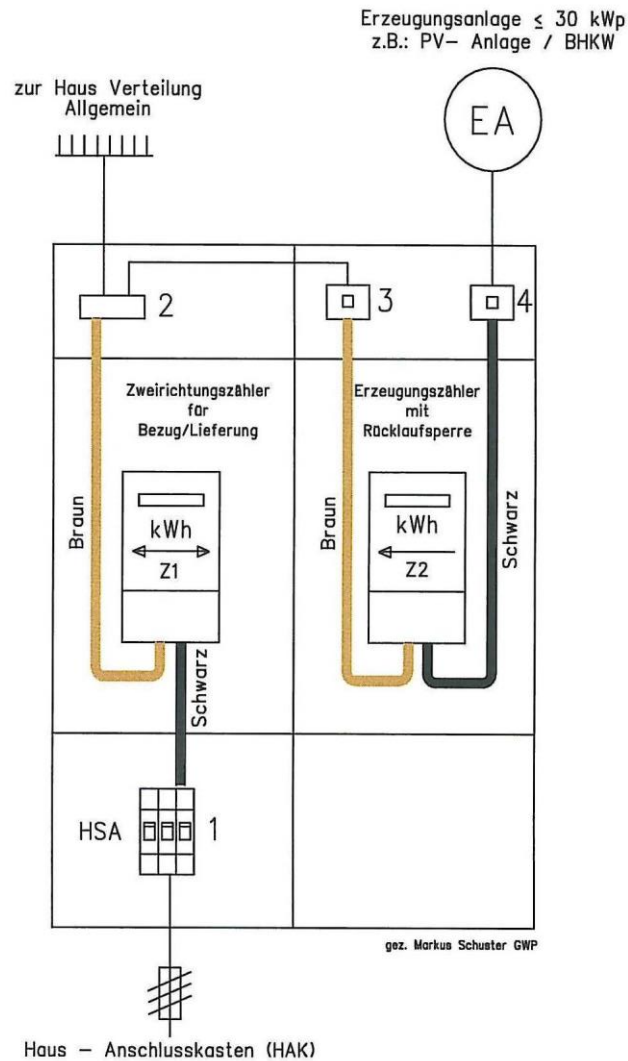 Erzeugungsanlage ≤ 30 kWp
z.B.: PV- Anlage / BHKW
zur Haus Verteilung
Allgemein
EA
2
3
4
Zweirichtungszähler
für
Bezug/Lieferung
Erzeugungszähler
mit
Rücklaufsperre
Braun
kWh
Z1
Braun
kWh
Z2
Schwarz
Schwarz
HSA
1
gez. Markus Schuster GWP
Haus - Anschlusskasten (HAK)